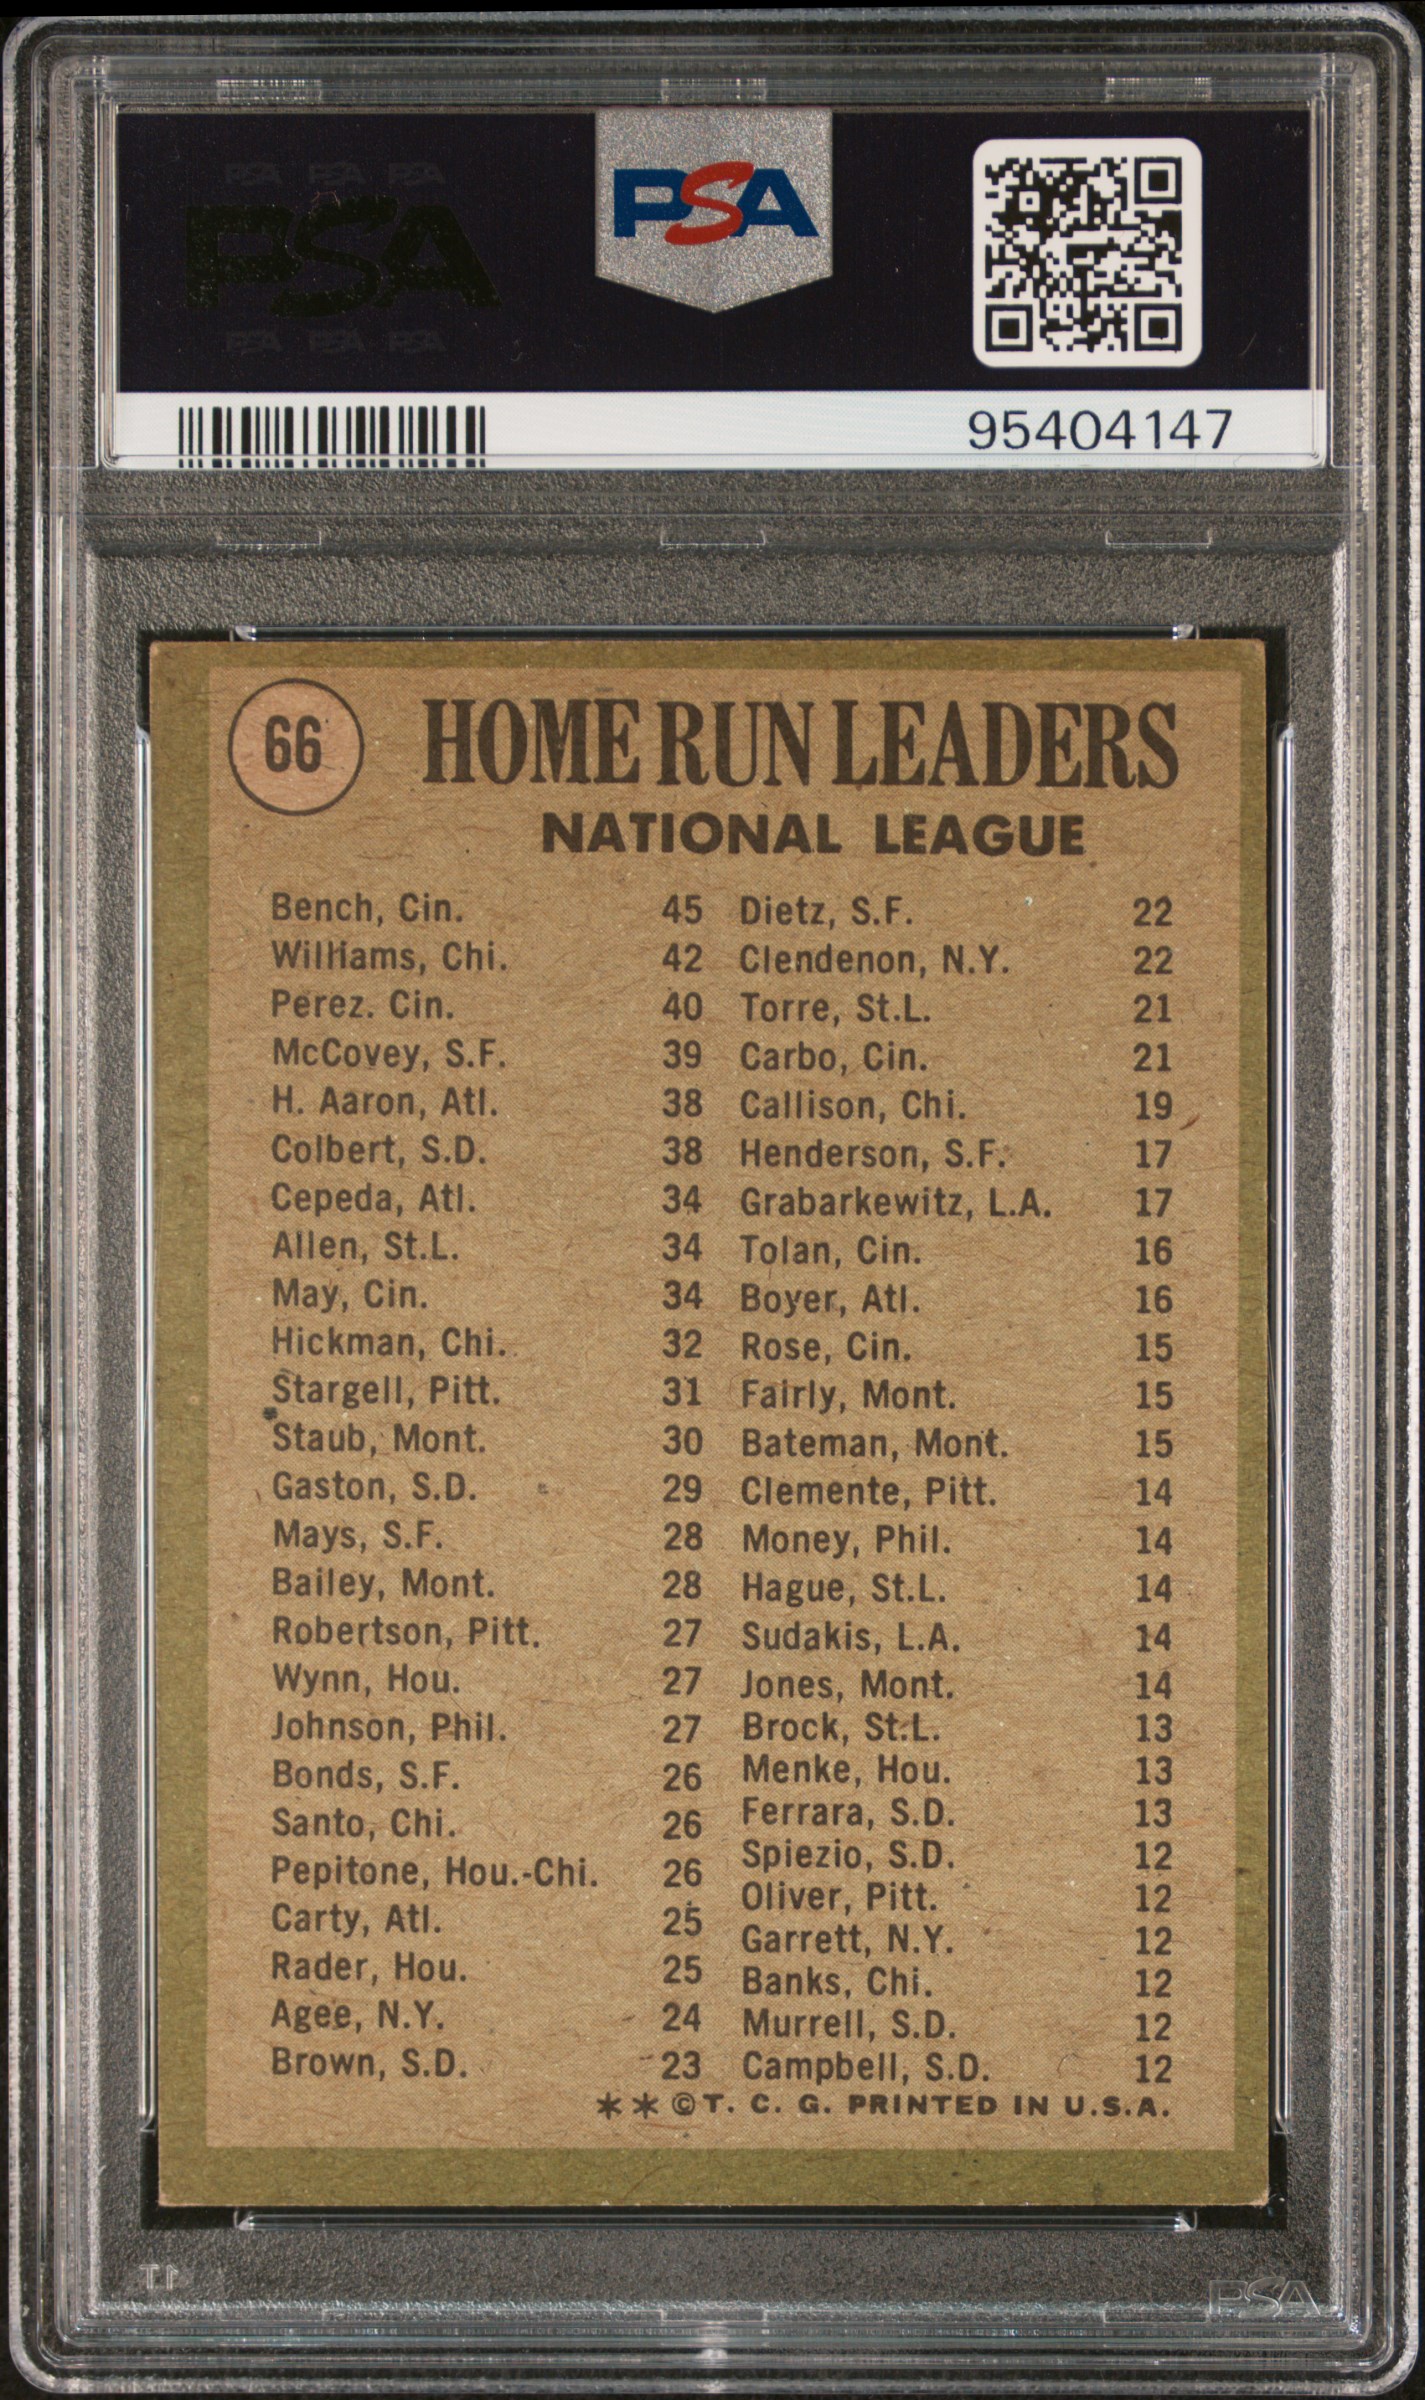 PSA PSA PSA
PSA
PSA PSA PSA
PSA
95404147
66
HOME RUN LEADERS
NATIONAL LEAGUE
Bench, Cin. 45
Williams, Chi. 42
Perez. Cin. 40
McCovey, S.F. 39
H. Aaron, Atl. 38
Colbert, S.D. 38
Cepeda, Atl. 34
Allen, St.L. 34
May, Cin. 34
Hickman, Chi. 32
Stargell, Pitt. 31
Staub, Mont. 30
Gaston, S.D. 29
Mays, S.F. 28
Bailey, Mont. 28
Robertson, Pitt. 27
Wynn, Hou. 27
Johnson, Phil. 27
Bonds, S.F. 26
Santo, Chi. 26
Pepitone, Hou.-Chi. 26
Carty, Atl. 25
Rader, Hou. 25
Agee, N.Y. 24
Brown, S.D. 23
Dietz, S.F. 22
Clendenon, N.Y. 22
Torre, St.L. 21
Carbo, Cin. 21
Callison, Chi. 19
Henderson, S.F. 17
Grabarkewitz, L.A. 17
Tolan, Cin. 16
Boyer, Atl. 16
Rose, Cin. 15
Fairly, Mont. 15
Bateman, Mont. 15
Clemente, Pitt. 14
Money, Phil. 14
Hague, St.L. 14
Sudakis, L.A. 14
Jones, Mont. 14
Brock, St.L. 13
Menke, Hou. 13
Ferrara, S.D. 13
Spiezio, S.D. 12
Oliver, Pitt. 12
Garrett, N.Y. 12
Banks, Chi. 12
Murrell, S.D. 12
Campbell, S.D. 12
**©T. C. G. PRINTED IN U.S.A.
PSA